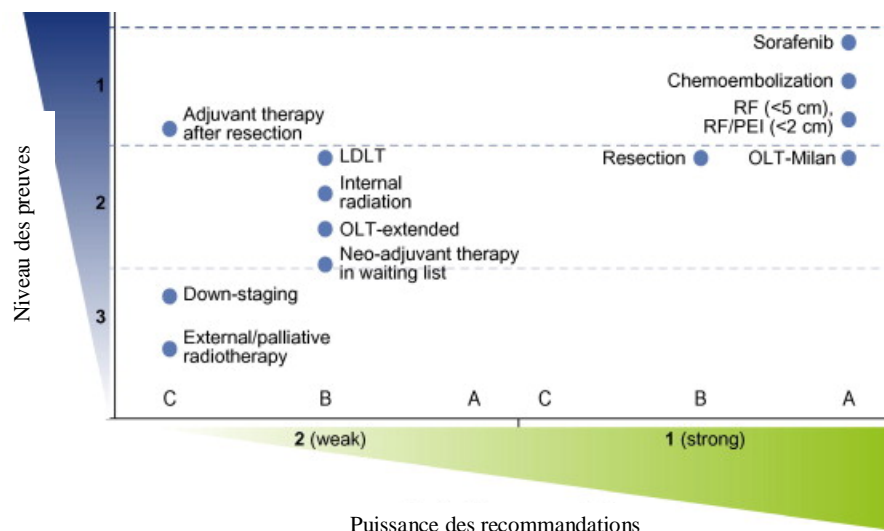 Sorafenib
1
Chemoembolization
Adjuvant therapy
after resection
RF (<5 cm),
RF/PEI (<2 cm)
LDLT
Resection
OLT-Milan
Niveau des preuves
2
Internal
radiation
OLT-extended
Neo-adjuvant therapy
in waiting list
3
Down-staging
External/palliative
radiotherapy
C B A C B A
2 (weak) 1 (strong)
Puissance des recommandations